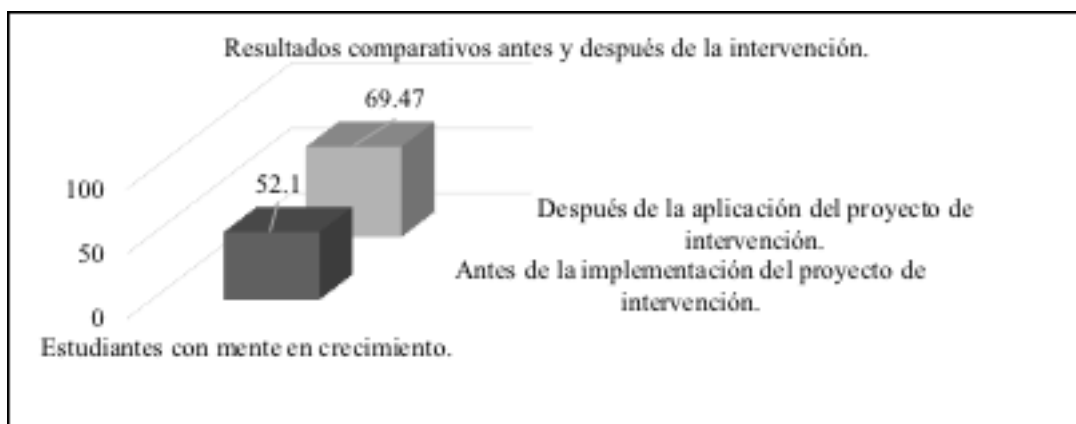 Resultados comparativos antes y después de la intervención.
69.47
52.1
100
50
0
Después de la aplicación del proyecto de
intervención.
Antes de la implementación del proyecto de
intervención.
Estudiantes con mente en crecimiento.